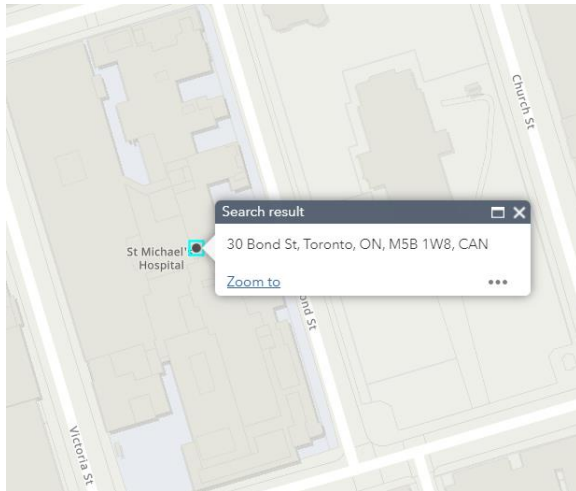 Church St
Search result
30 Bond St, Toronto, ON, M5B 1W8, CAN
St Michael'
Hospital
Zoom to
ond St
Victoria St